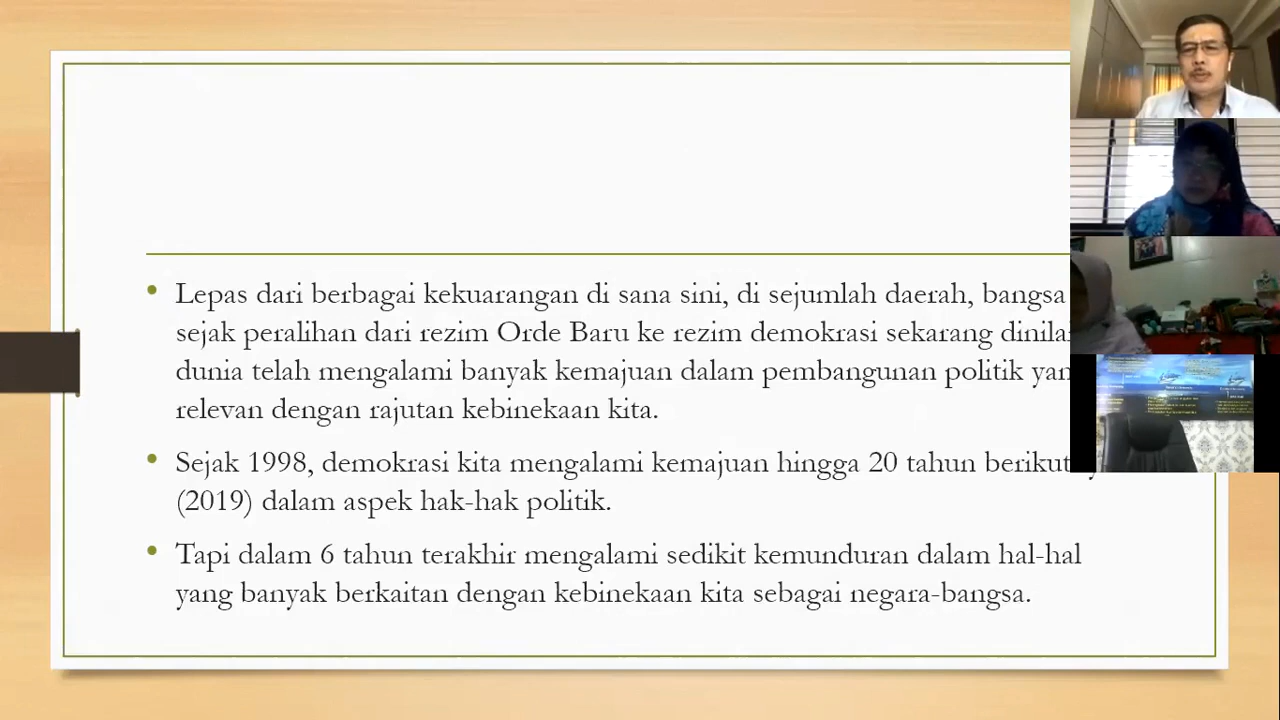 Lepas dari berbagai kekuarangan di sana sini, di sejumlah daerah, bangsa
sejak peralihan dari rezim Orde Baru ke rezim demokrasi sekarang
dunia telah mengalami banyak kemajuan dalam pembangunan politik
relevan dengan rajutan kebinekaan kita.
Sejak 1998, demokrasi kita mengalami kemajuan hingga 20 tahun
(2019) dalam aspek hak-hak politik.
Tapi dalam 6 tahun terakhir mengalami sedikit kemunduran dalam hal-hal
yang banyak berkaitan dengan kebinekaan kita sebagai negara-bangsa.